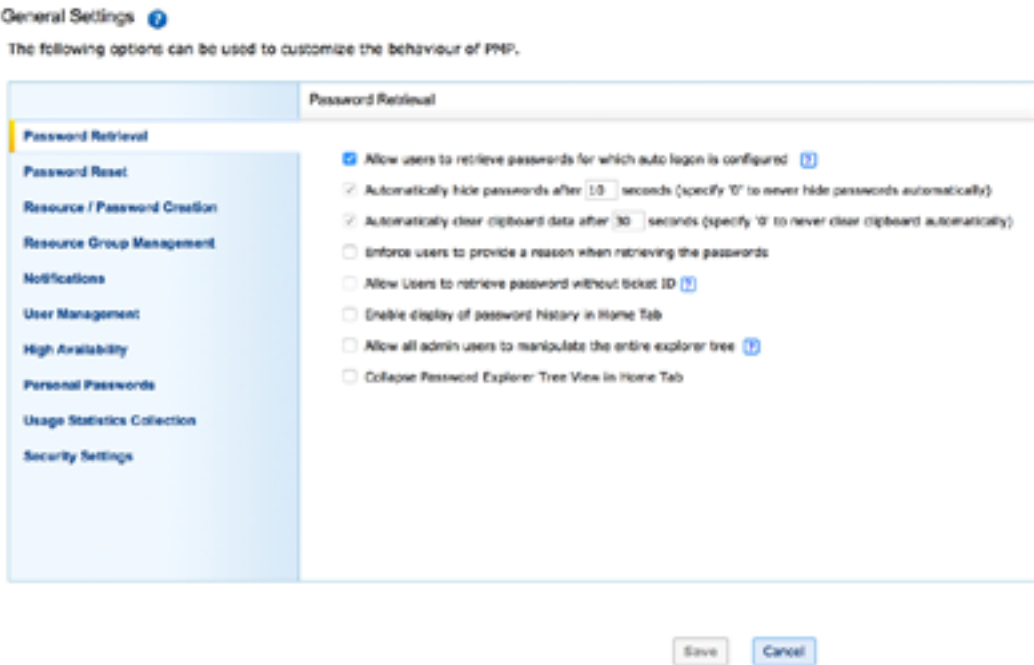 General Settings ?
The following options can be used to customize the behaviour of PMP.
Password Retrieval
Password Retrieval
Password Reset
Resource / Password Creation
Resource Group Management
Notifications
User Management
High Availability
Personal Passwords
Usage Statistics Collection
Security Settings
Allow users to retrieve passwords for which auto logon is configured [?]
Automatically hide passwords after 10 seconds (specify '0' to never hide passwords automatically)
Automatically clear clipboard data after 30 seconds (specify '0' to never clear clipboard automatically)
Enforce users to provide a reason when retrieving the passwords
Allow Users to retrieve password without ticket ID [?]
Enable display of password history in Home Tab
Allow all admin users to manipulate the entire explorer tree [?]
Collapse Password Explorer Tree View in Home Tab
Save Cancel